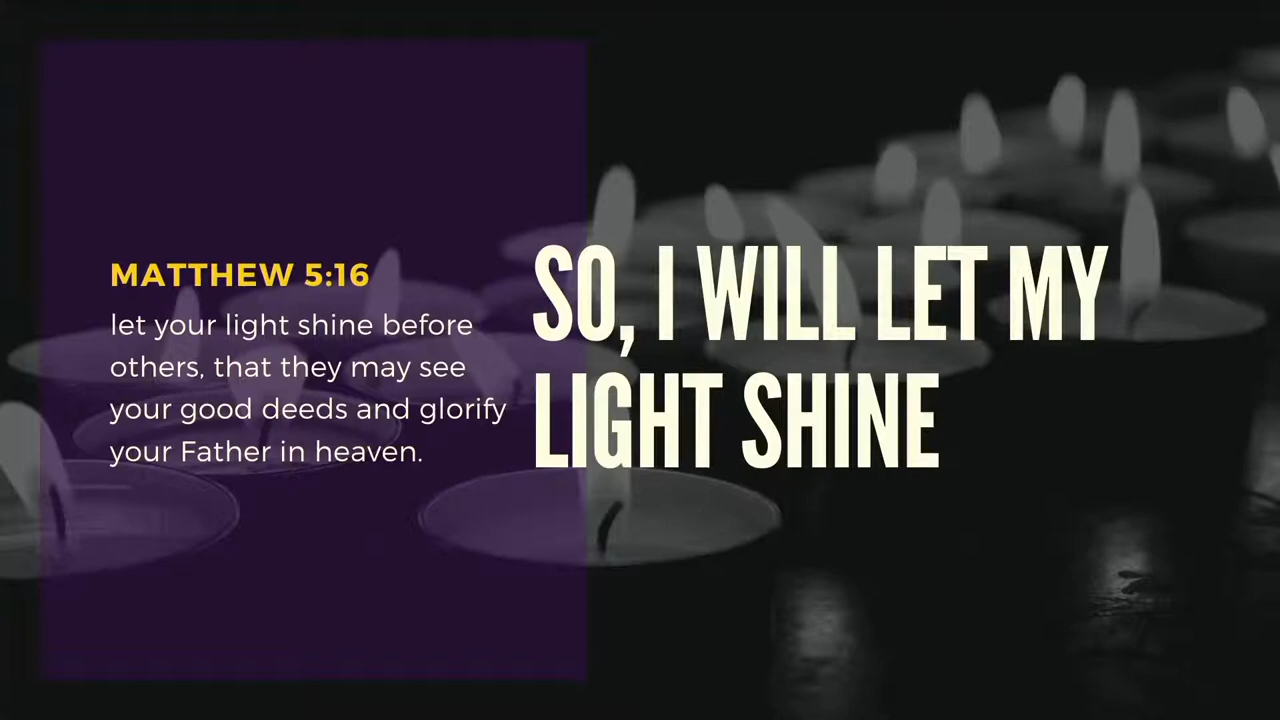 MATTHEW 5:16
let your light shine before
others, that they may see
your good deeds and glorify
your Father in heaven.
SO, I WILL LET MY
LIGHT SHINE